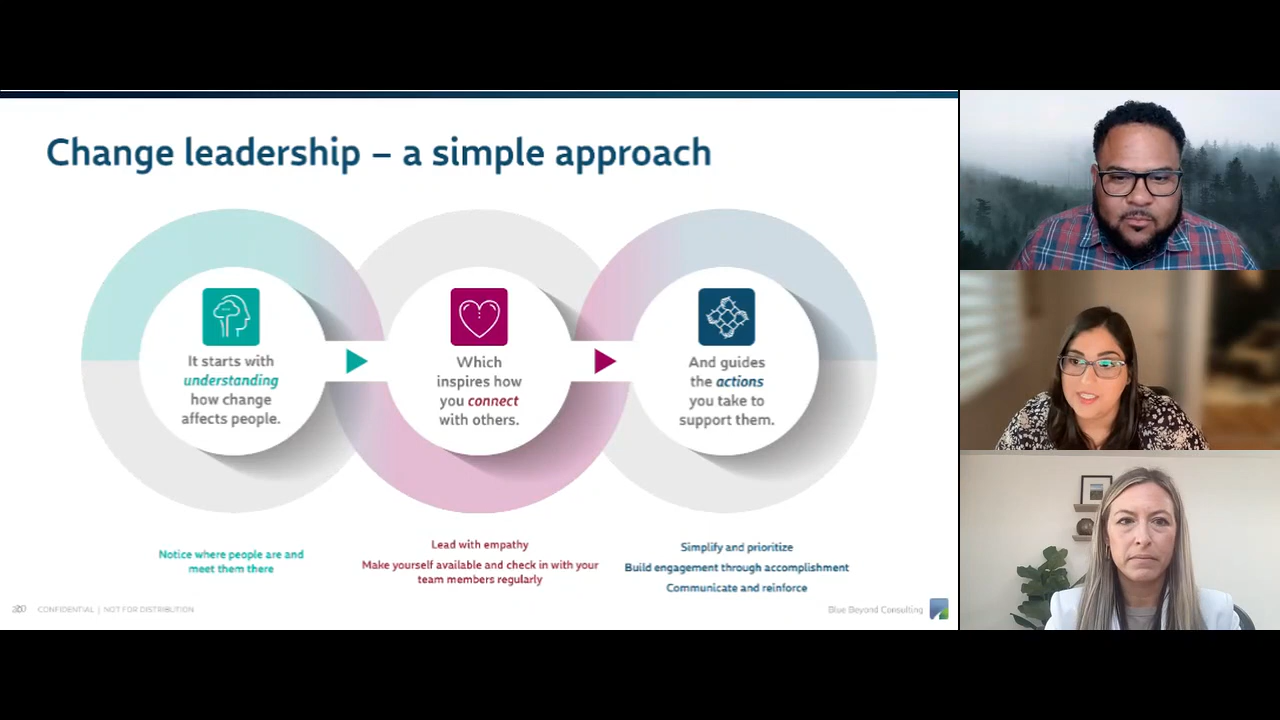 Change leadership – a simple approach
It starts with
understanding
how change
affects people.
Which
inspires how
you connect
with others.
And guides
the actions
you take to
support them.
Notice where people are and
meet them there
Lead with empathy
Make yourself available and check in with your
team members regularly
Simplify and prioritize
Build engagement through accomplishment
Communicate and reinforce
CONFIDENTIAL | NOT FOR DISTRIBUTION
Blue Beyond Consulting